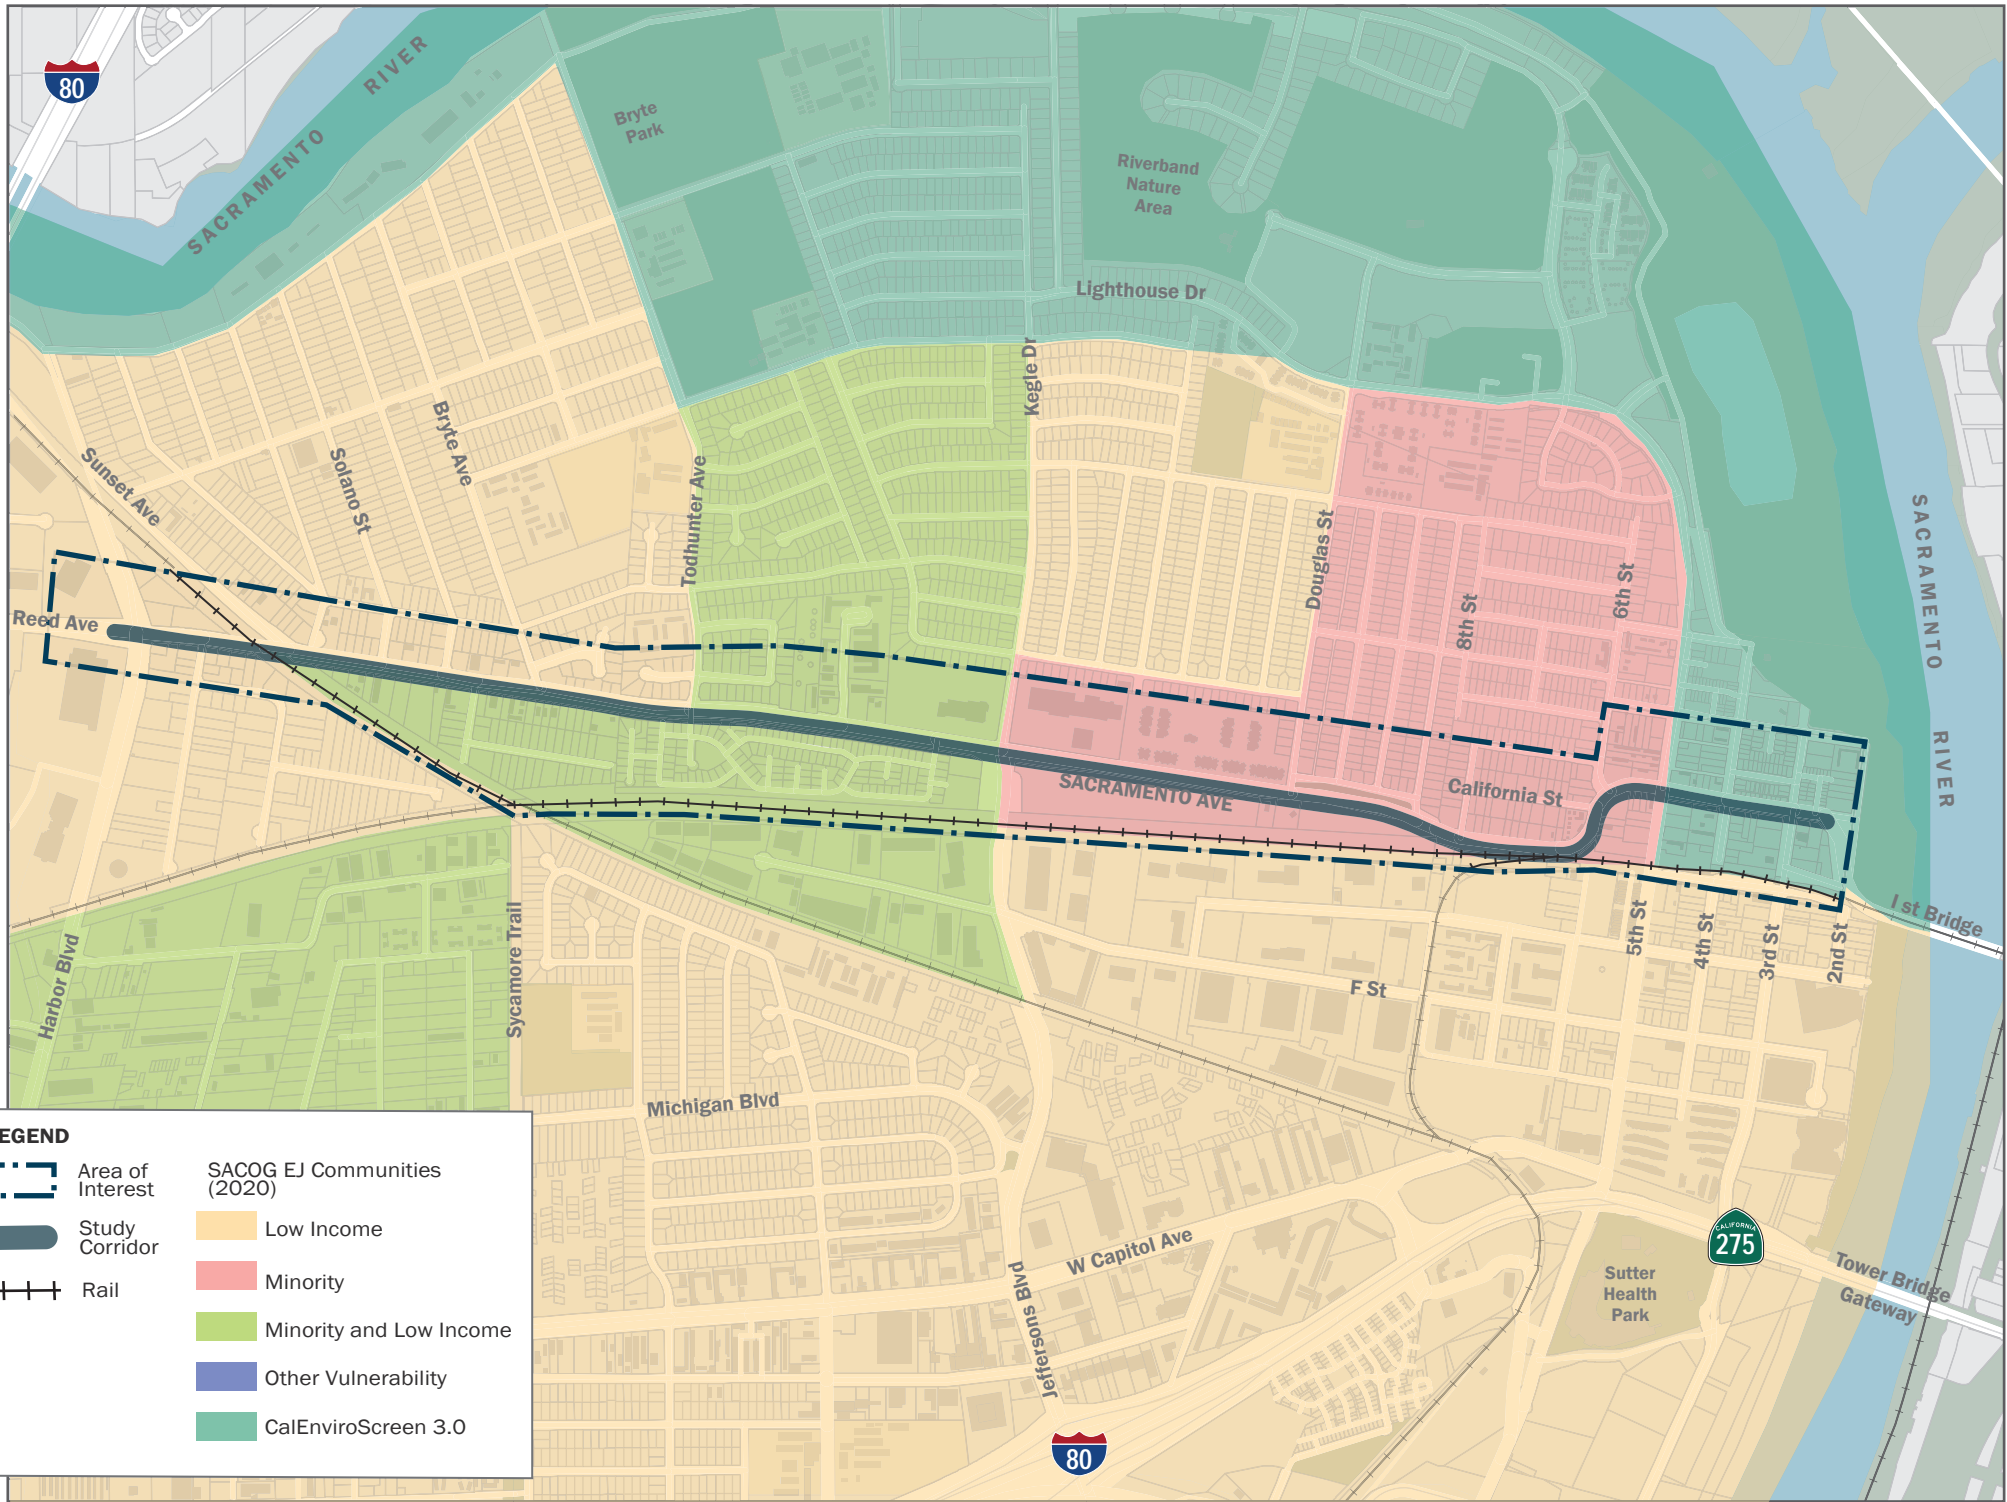 80
SACRAMENTO RIVER
Bryte
Park
Riverband
Nature
Area
Lighthouse Dr
Kegle Dr
Bryte Ave
Solano St
Sunset Ave
Todhunter Ave
Douglas St
8th St
6th St
SACRAMENTO RIVER
Reed Ave
SACRAMENTO AVE
California St
I st Bridge
5th St
4th St
3rd St
2nd St
Harbor Blvd
Sycamore Trail
F St
Michigan Blvd
W Capitol Ave
Jeffersons Blvd
CALIFORNIA
275
Tower Bridge
Gateway
Sutter
Health
Park
80
EGEND
Area of
Interest
Study
Corridor
Rail
SACOG EJ Communities
(2020)
Low Income
Minority
Minority and Low Income
Other Vulnerability
CalEnviroScreen 3.0